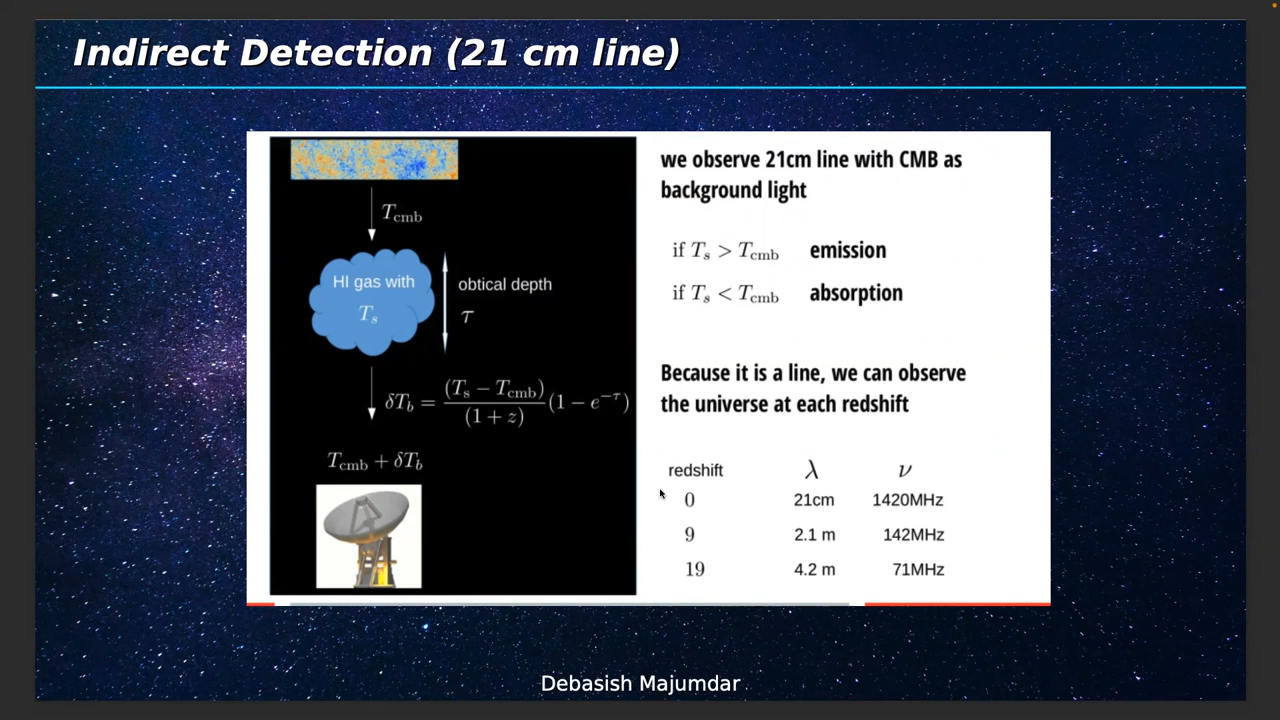 Indirect Detection (21 cm line)
T_cmb
HI gas with
T_s
obtical depth
τ
δT_b = (T_s − T_cmb)/(1 + z) (1 − e^{−τ})
T_cmb + δT_b
we observe 21cm line with CMB as
background light
if T_s > T_cmb emission
if T_s < T_cmb absorption
Because it is a line, we can observe
the universe at each redshift
redshift λ ν
0 21cm 1420MHz
9 2.1 m 142MHz
19 4.2 m 71MHz
Debasish Majumdar